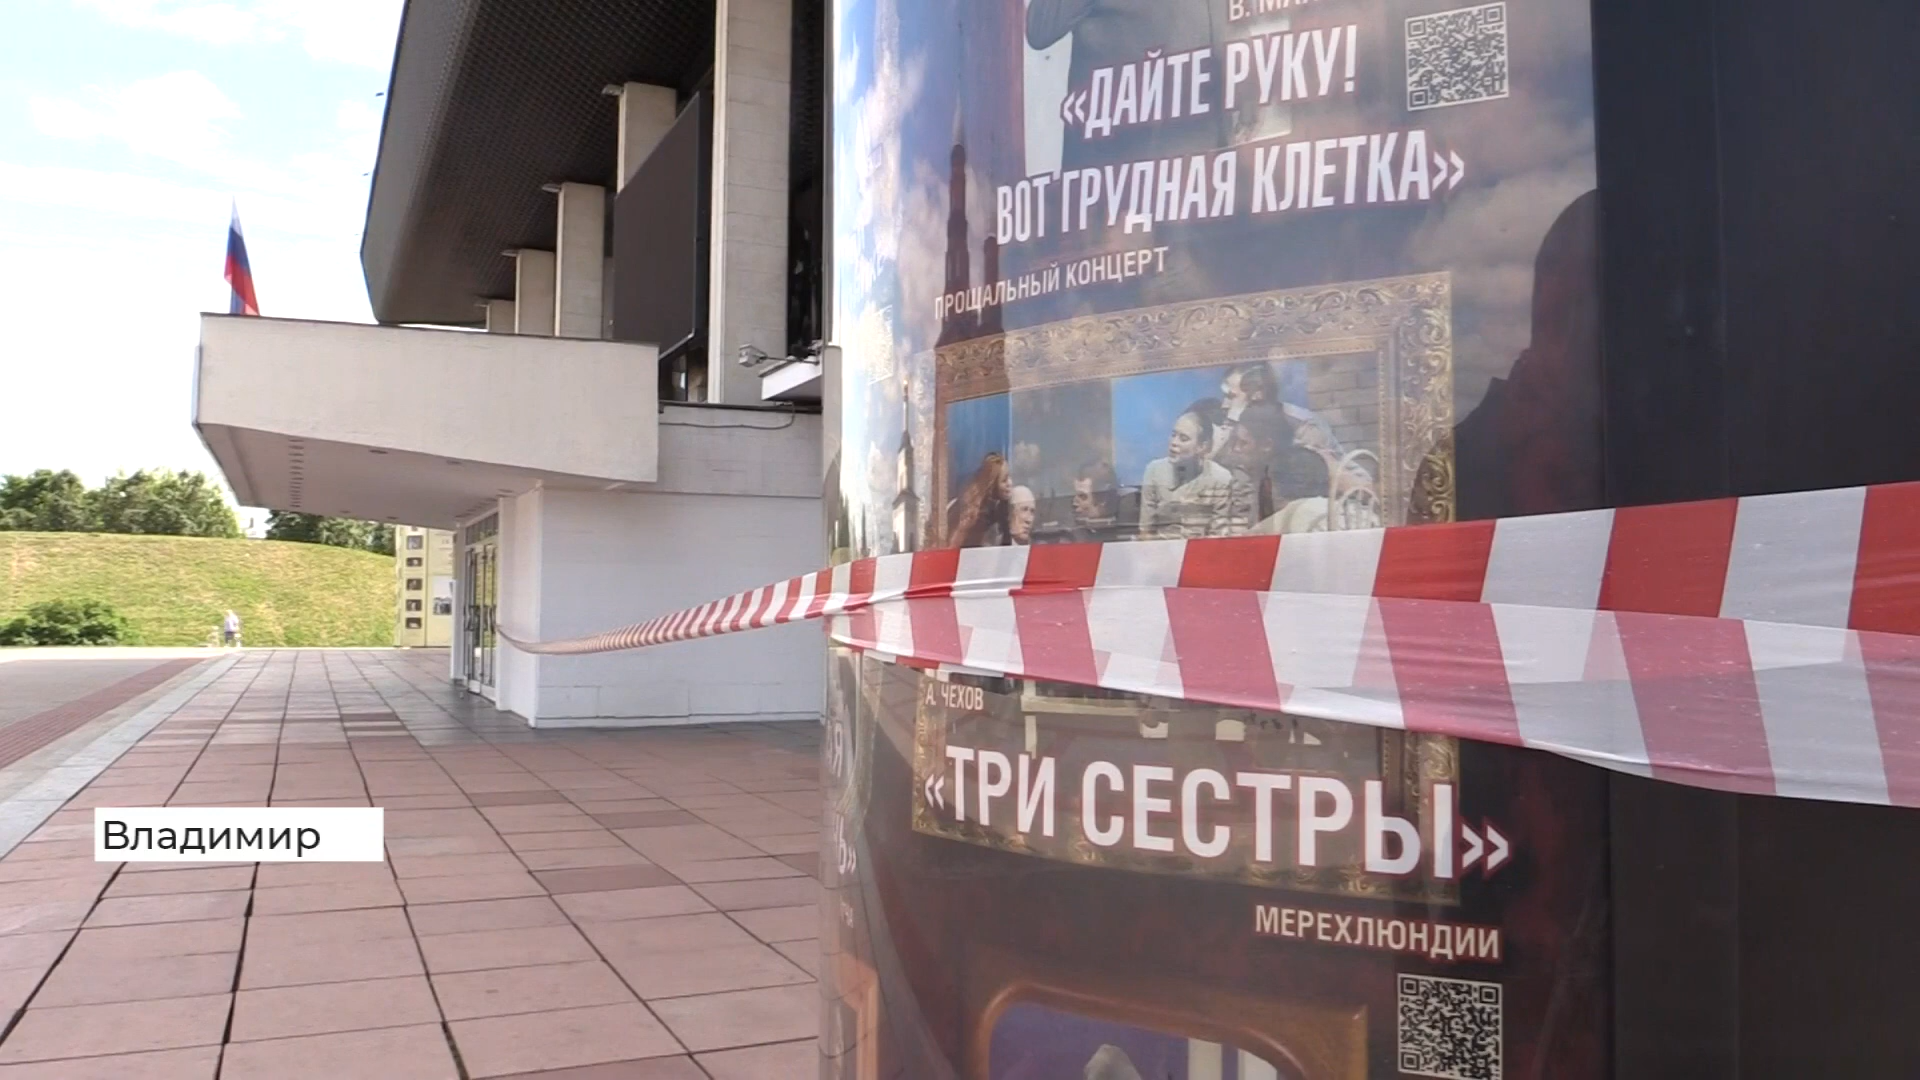 «ДАЙТЕ РУКУ!
ВОТ ГРУДНАЯ КЛЕТКА»
ПРОЩАЛЬНЫЙ КОНЦЕРТ
А. ЧЕХОВ
«ТРИ СЕСТРЫ»
МЕРЕХЛЮНДИИ
Владимир